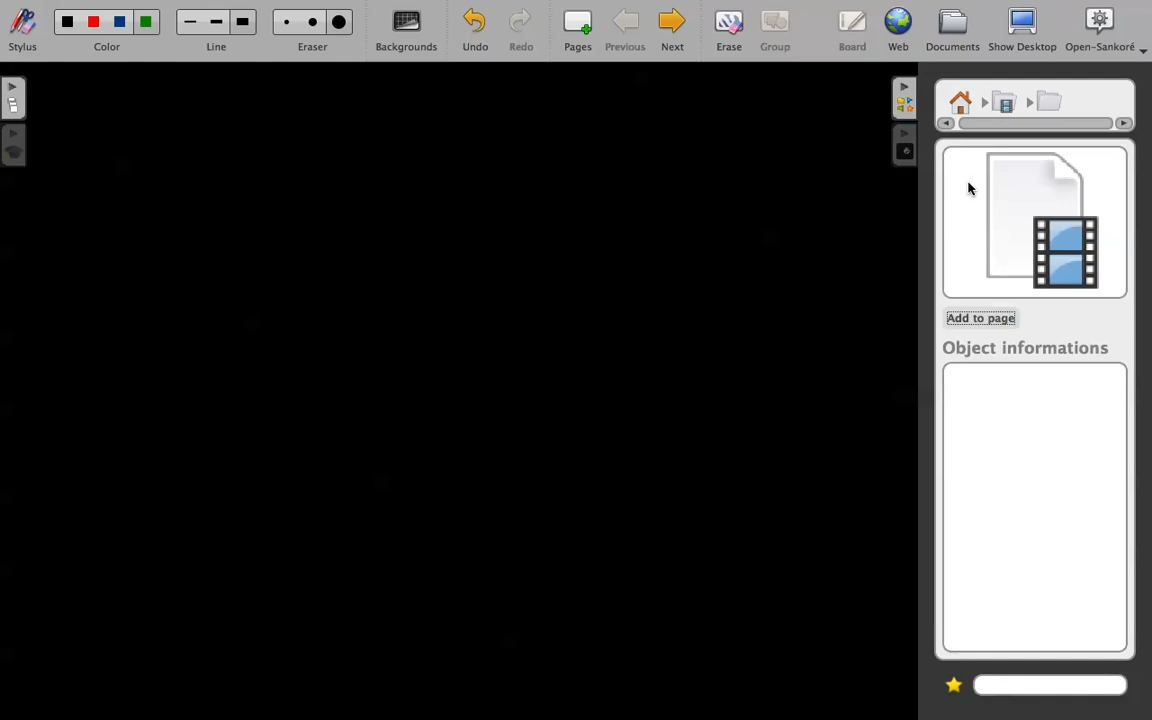 Stylus Color Line Eraser Backgrounds Undo Redo Pages Previous Next Erase Group Board Web Documents Show Desktop Open-Sankoré
Add to page
Object informations